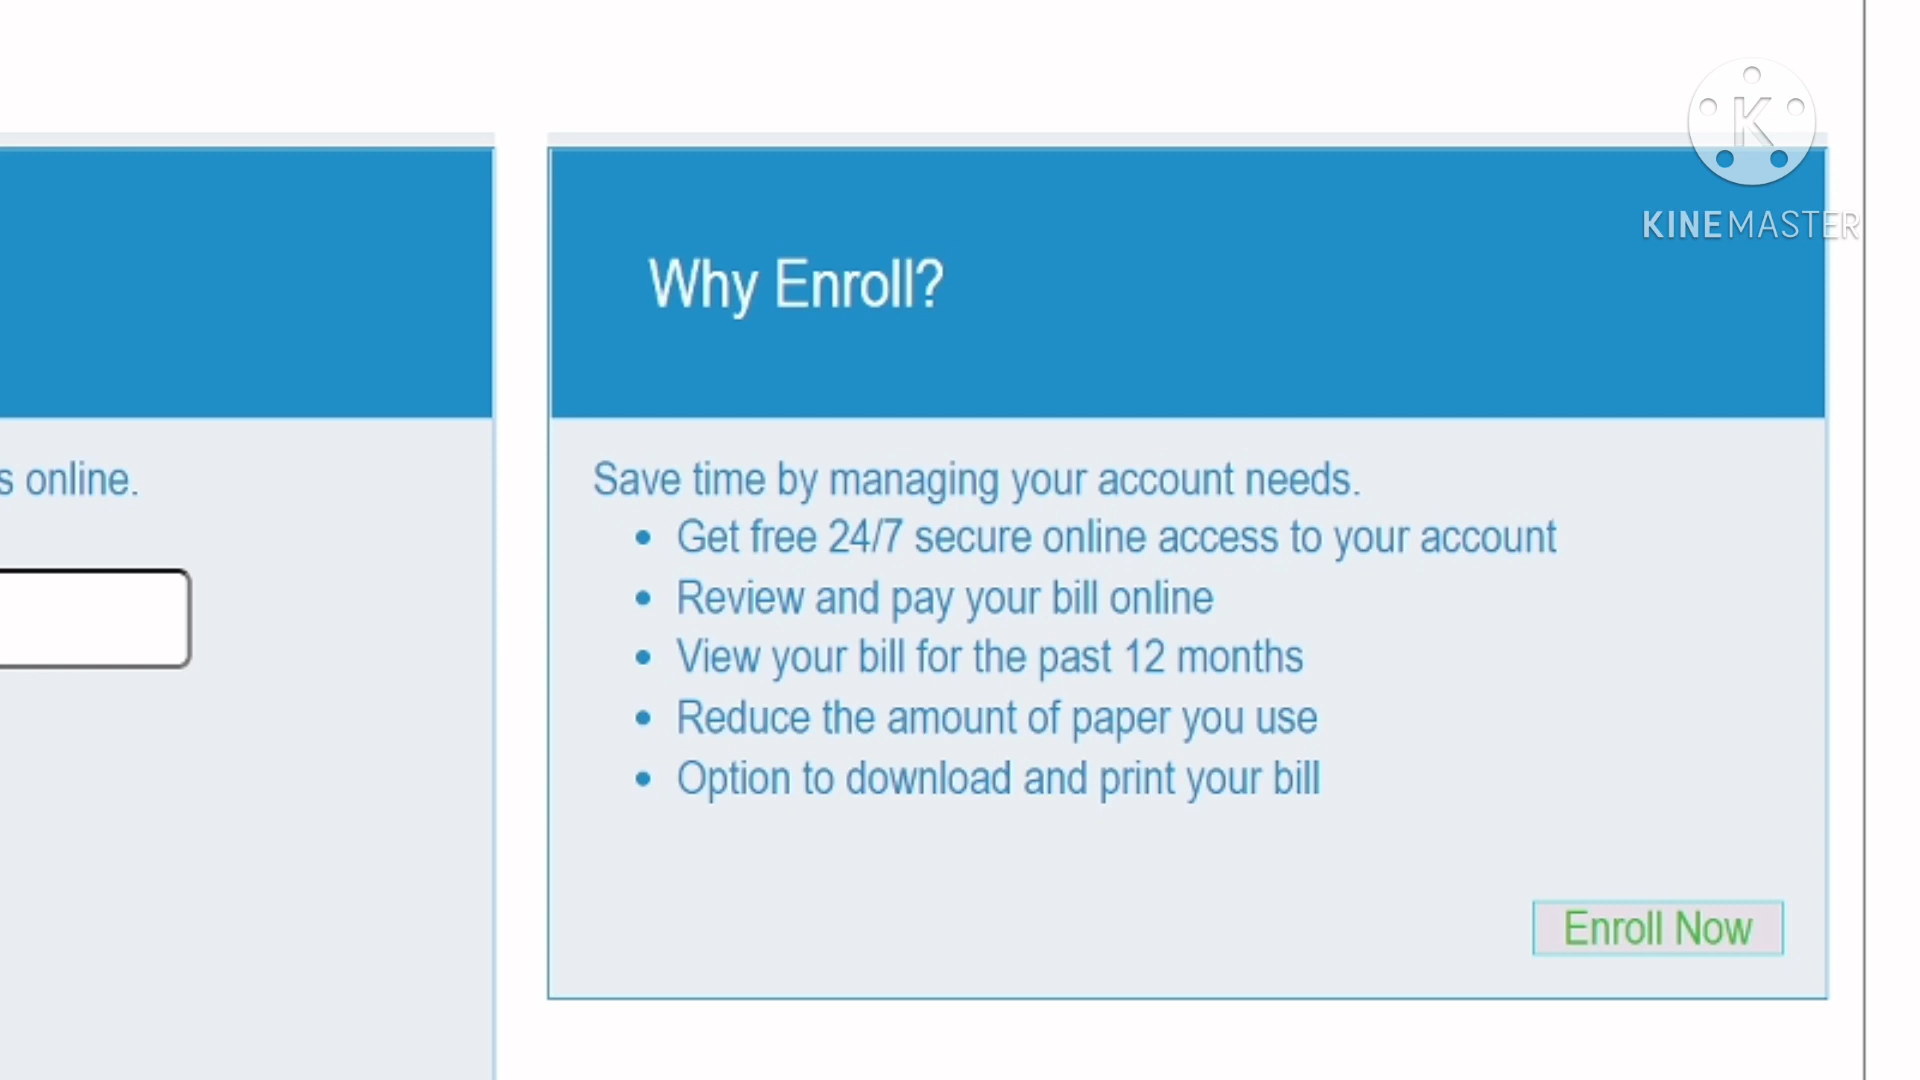 K
KINEMASTER
Why Enroll?
s online.
Save time by managing your account needs.
• Get free 24/7 secure online access to your account
• Review and pay your bill online
• View your bill for the past 12 months
• Reduce the amount of paper you use
• Option to download and print your bill
Enroll Now